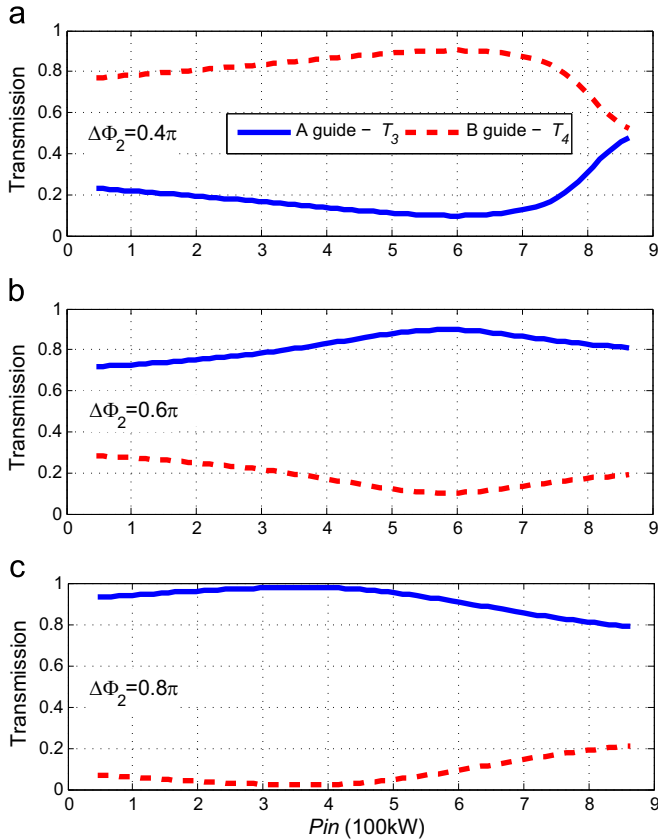 a
1
0.8
0.6
0.4
0.2
0
Transmission
A guide – T3 B guide – T4
ΔΦ2=0.4π
0 1 2 3 4 5 6 7 8 9
b
1
0.8
0.6
0.4
0.2
0
Transmission
ΔΦ2=0.6π
0 1 2 3 4 5 6 7 8 9
c
1
0.8
0.6
0.4
0.2
0
Transmission
ΔΦ2=0.8π
0 1 2 3 4 5 6 7 8 9
Pin (100kW)